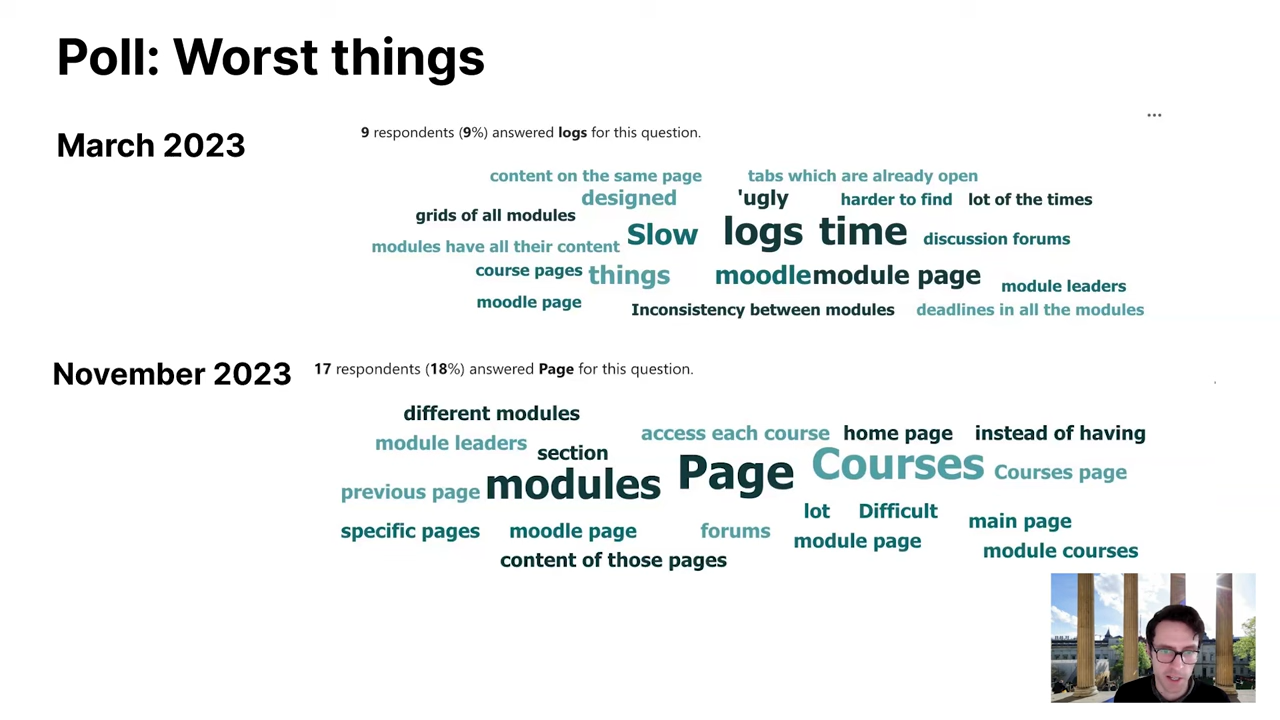 Poll: Worst things
March 2023
9 respondents (9%) answered logs for this question.
...
content on the same page tabs which are already open
designed 'ugly harder to find lot of the times
grids of all modules
Slow logs time discussion forums
modules have all their content
course pages things moodle module page module leaders
moodle page Inconsistency between modules deadlines in all the modules
November 2023
17 respondents (18%) answered Page for this question.
different modules
module leaders access each course home page instead of having
section
previous page modules Page Courses Courses page
lot Difficult
specific pages moodle page forums main page
module page
content of those pages module courses